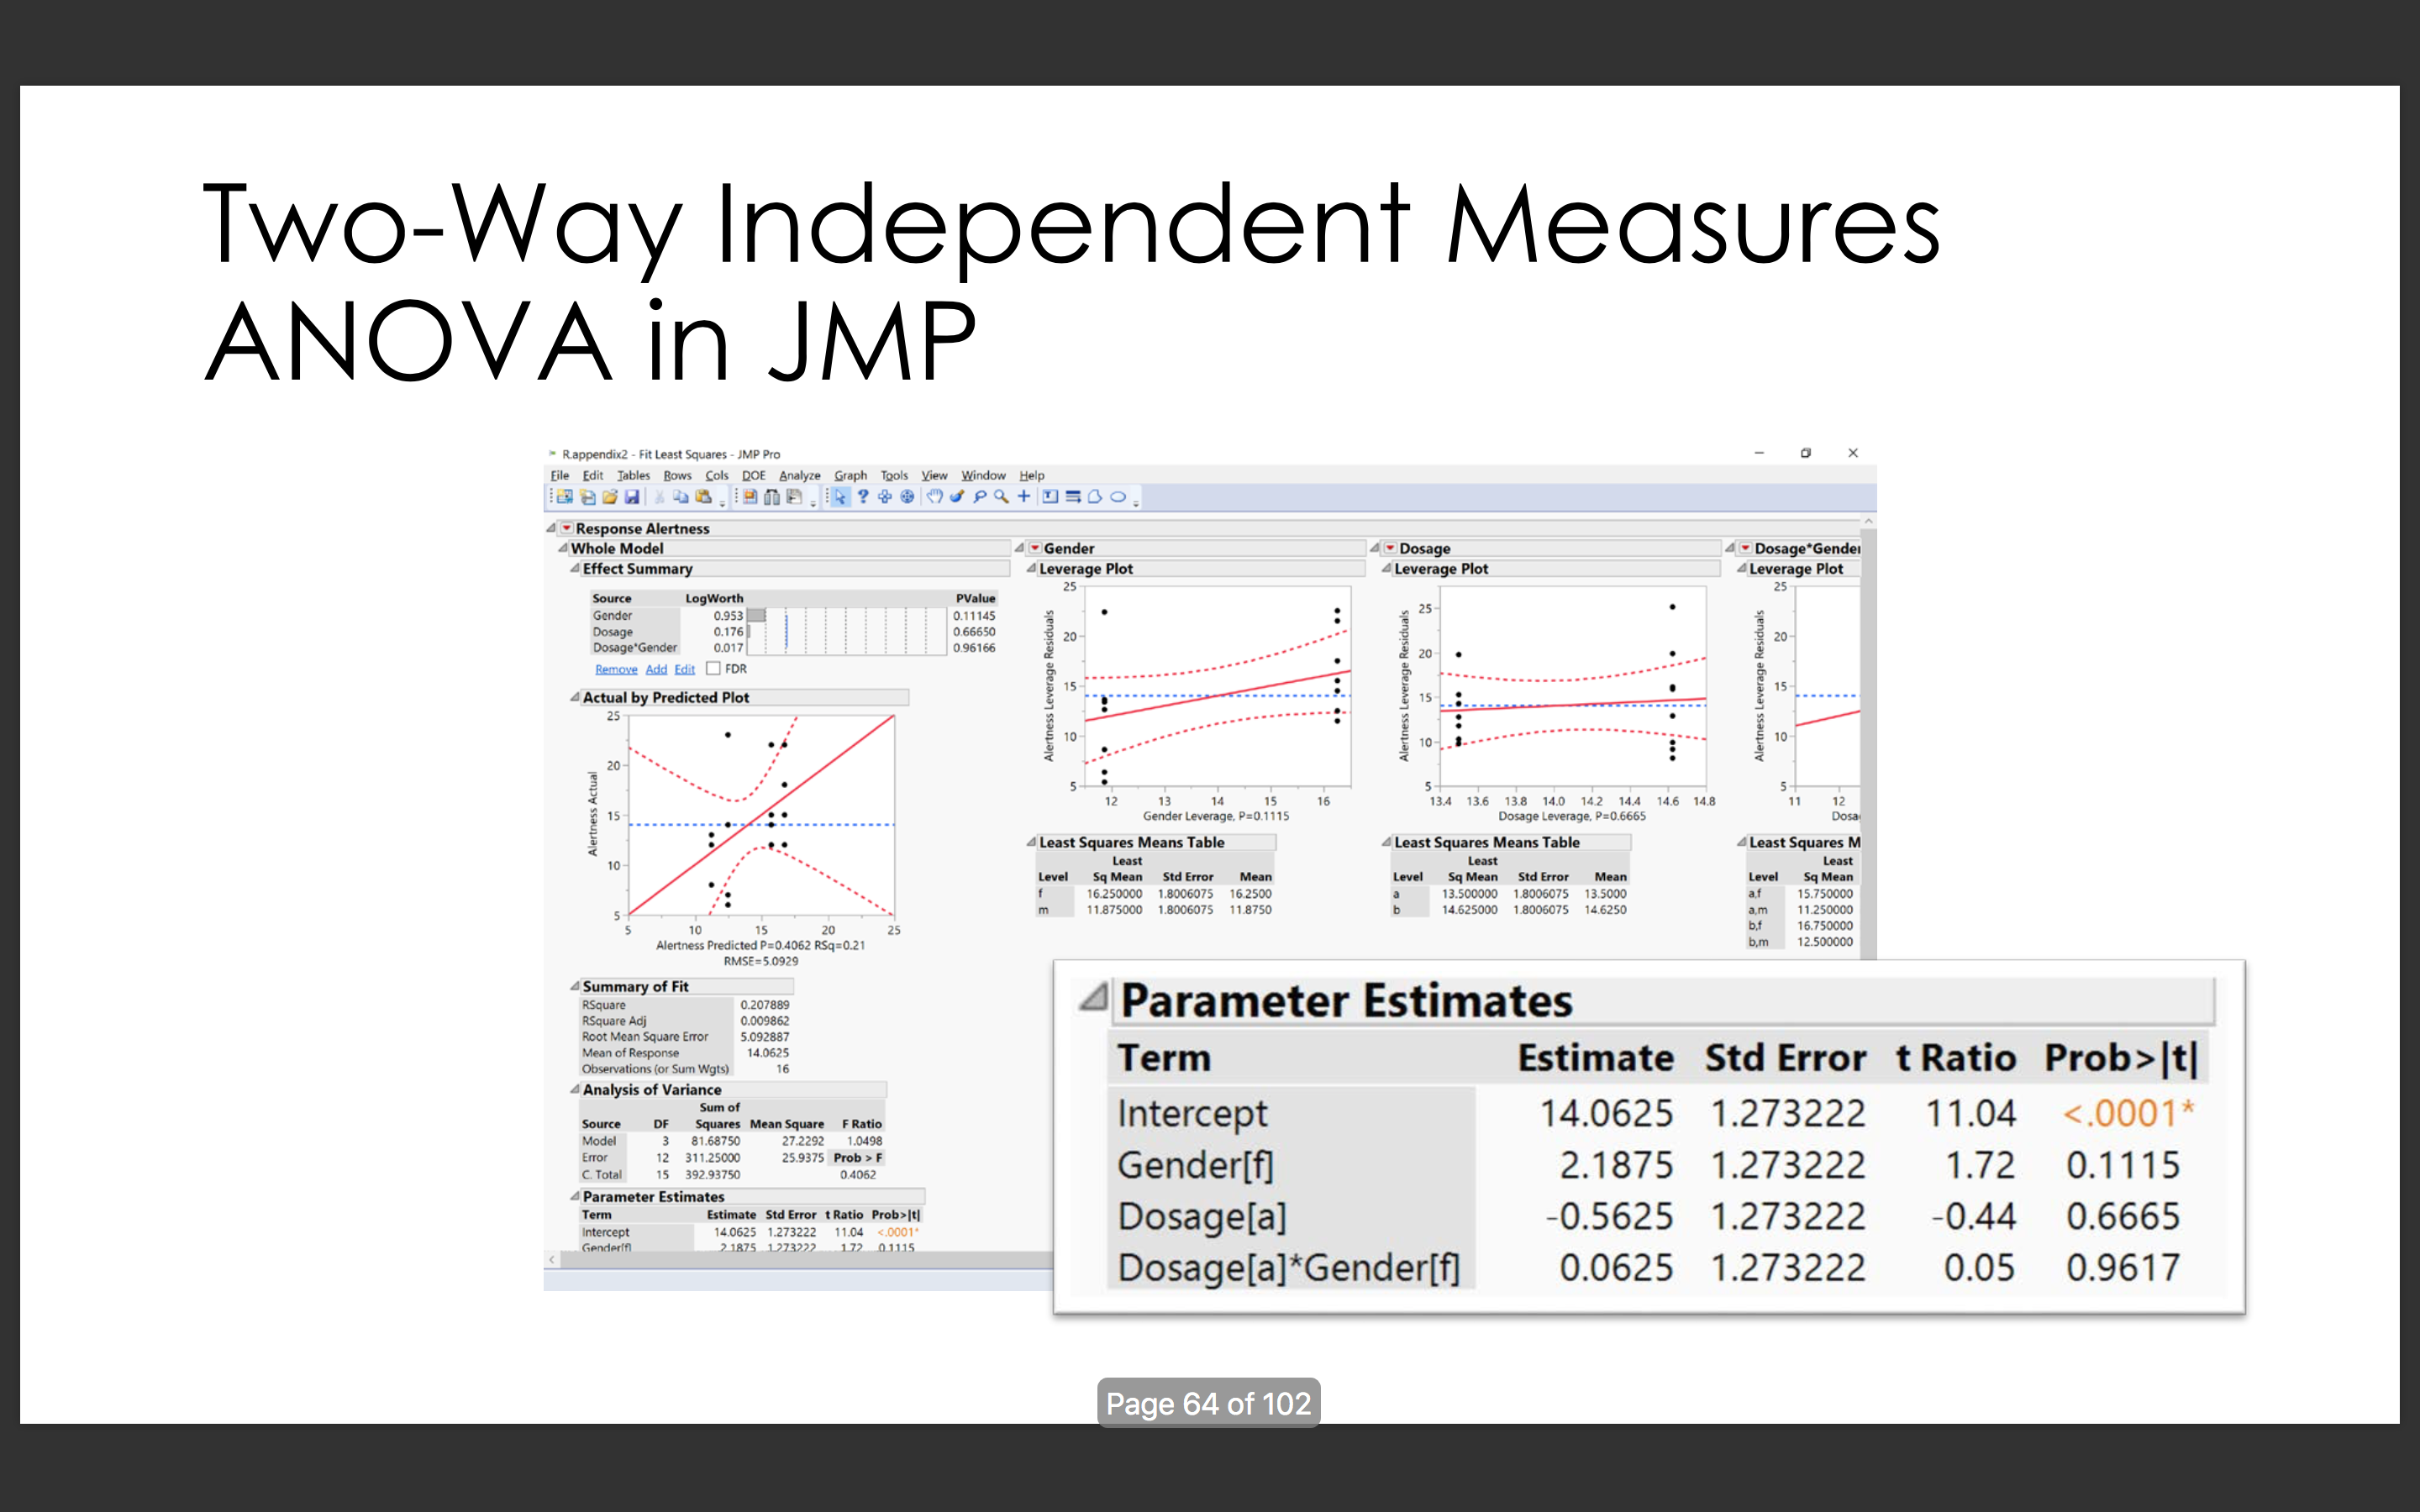 Two-Way Independent Measures
ANOVA in JMP
R.appendix2 - Fit Least Squares - JMP Pro
File Edit Tables Rows Cols DOE Analyze Graph Tools View Window Help
Response Alertness
Whole Model
Effect Summary
Source LogWorth PValue
Gender 0.953 0.11145
Dosage 0.176 0.66650
Dosage*Gender 0.017 0.96166
Remove Add Edit FDR
Actual by Predicted Plot
Alertness Actual
25
20
15
10
5
5 10 15 20 25
Alertness Predicted P=0.4062 RSq=0.21
RMSE=5.0929
Summary of Fit
RSquare 0.207889
RSquare Adj 0.009862
Root Mean Square Error 5.092887
Mean of Response 14.0625
Observations (or Sum Wgts) 16
Analysis of Variance
Sum of
Source DF Squares Mean Square F Ratio
Model 3 81.68750 27.2292 1.0498
Error 12 311.25000 25.9375 Prob > F
C. Total 15 392.93750 0.4062
Parameter Estimates
Term Estimate Std Error t Ratio Prob>|t|
Intercept 14.0625 1.273222 11.04 <.0001*
Gender[f] 2.1875 1.273222 1.72 0.1115
Gender
Leverage Plot
Alertness Leverage Residuals
25
20
15
10
5
12 13 14 15 16
Gender Leverage, P=0.1115
Least Squares Means Table
Least
Level Sq Mean Std Error Mean
f 16.250000 1.8006075 16.2500
m 11.875000 1.8006075 11.8750
Dosage
Leverage Plot
Alertness Leverage Residuals
25
20
15
10
5
13.4 13.6 13.8 14.0 14.2 14.4 14.6 14.8
Dosage Leverage, P=0.6665
Least Squares Means Table
Least
Level Sq Mean Std Error Mean
a 13.500000 1.8006075 13.5000
b 14.625000 1.8006075 14.6250
Dosage*Gender
Leverage Plot
Alertness Leverage Residuals
25
20
15
10
5
11 12
Dosa
Least Squares M
Least
Level Sq Mean
a,f 15.750000
a,m 11.250000
b,f 16.750000
b,m 12.500000
Parameter Estimates
Term Estimate Std Error t Ratio Prob>|t|
Intercept 14.0625 1.273222 11.04 <.0001*
Gender[f] 2.1875 1.273222 1.72 0.1115
Dosage[a] -0.5625 1.273222 -0.44 0.6665
Dosage[a]*Gender[f] 0.0625 1.273222 0.05 0.9617
Page 64 of 102